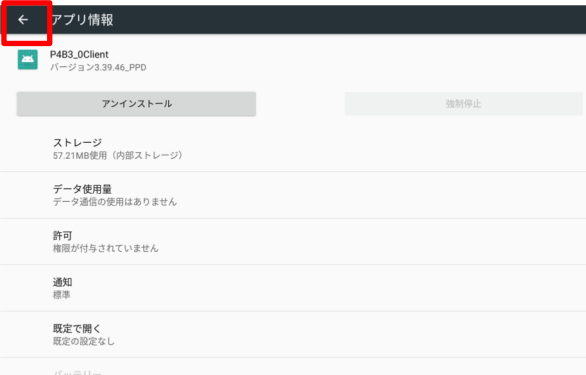 アプリ情報
P4B3_0Client
バージョン3.39.46_PPD
アンインストール
強制停止
ストレージ
57.21MB使用（内部ストレージ）
データ使用量
データ通信の使用はありません
許可
権限が付与されていません
通知
標準
既定で開く
既定の設定なし
バッテリー